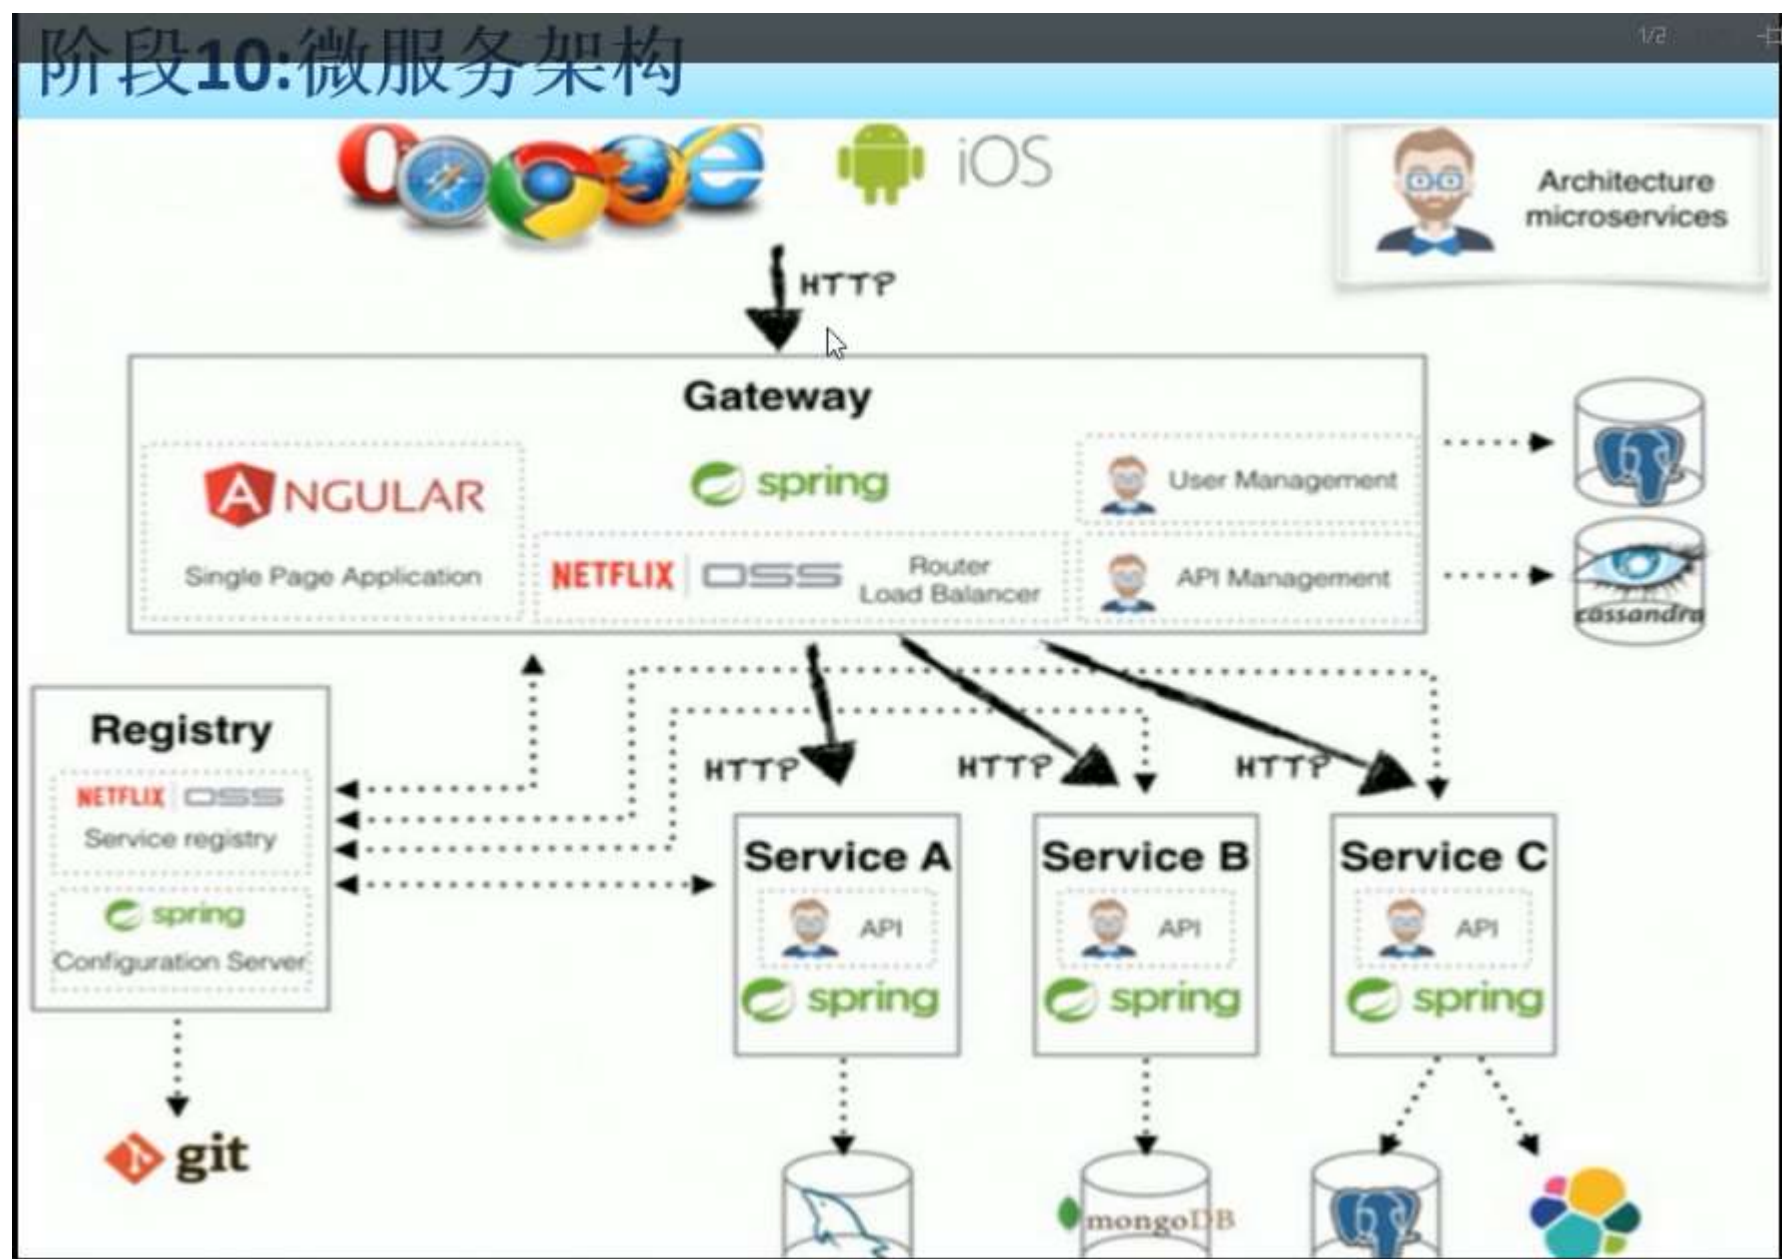 1/2
阶段10:微服务架构
iOS
Architecture
microservices
HTTP
Gateway
ANGULAR
Single Page Application
spring
NETFLIX OSS
Router
Load Balancer
User Management
API Management
cassandra
Registry
NETFLIX OSS
Service registry
spring
Configuration Server
git
HTTP
HTTP
HTTP
Service A
API
spring
Service B
API
spring
Service C
API
spring
mongoDB